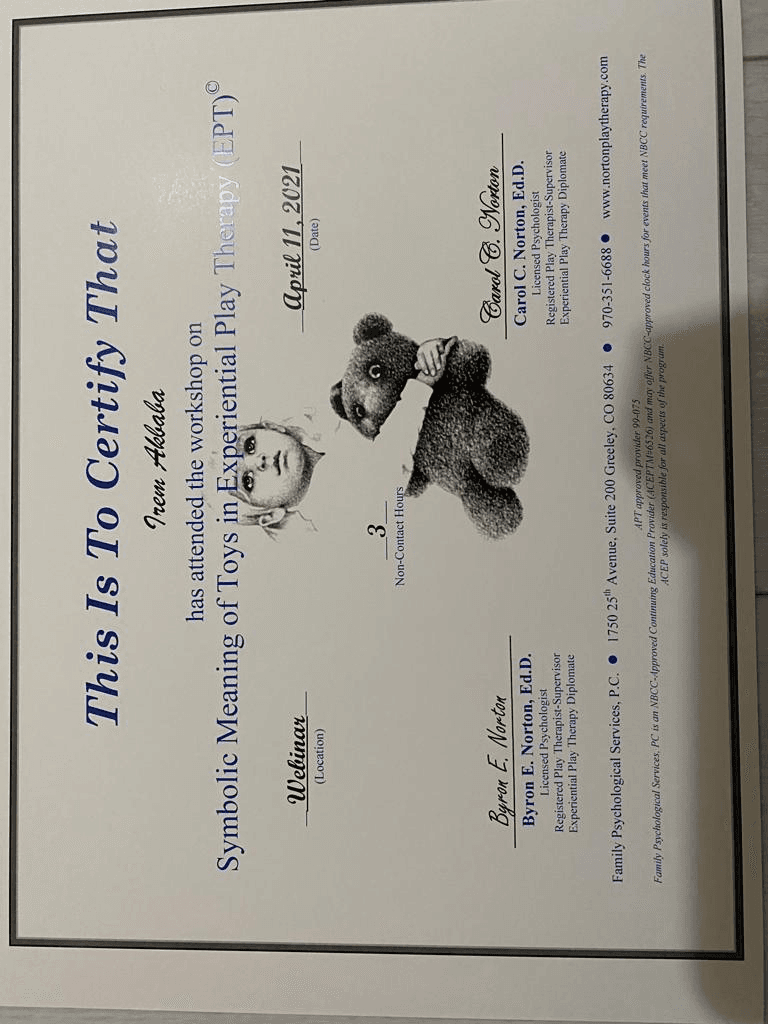 This Is To Certify That
Irem Akbaba
has attended the workshop on
Symbolic Meaning of Toys in Experiential Play Therapy (EPT)©
Webinar
(Location)
April 11, 2021
(Date)
3
Non-Contact Hours
Byron E. Norton
Byron E. Norton, Ed.D.
Licensed Psychologist
Registered Play Therapist-Supervisor
Experiential Play Therapy Diplomate
Carol C. Norton
Carol C. Norton, Ed.D.
Licensed Psychologist
Registered Play Therapist-Supervisor
Experiential Play Therapy Diplomate
Family Psychological Services, P.C. ● 1750 25th Avenue, Suite 200 Greeley, CO 80634 ● 970-351-6688 ● www.nortonplaytherapy.com
APT approved provider 99-075
Family Psychological Services, PC is an NBCC-Approved Continuing Education Provider (ACEPTM#6526) and may offer NBCC-approved clock hours for events that meet NBCC requirements. The
ACEP solely is responsible for all aspects of the program.